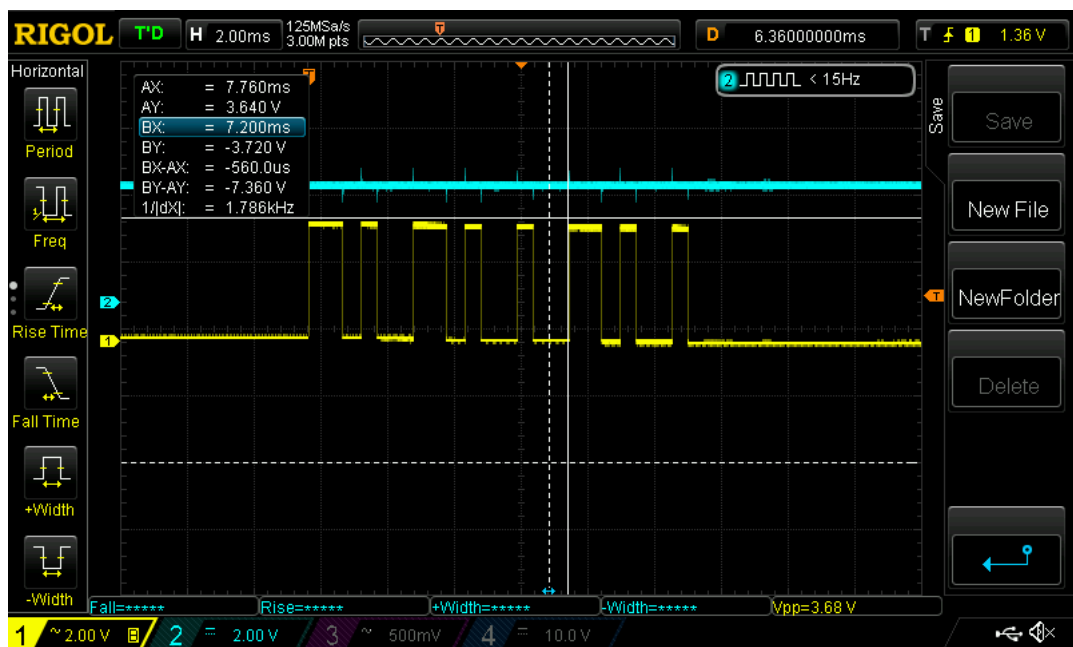 RIGOL T'D H 2.00ms 125MSa/s 3.00M pts T D 6.36000000ms T 1 1.36 V
Horizontal
Period
Freq
Rise Time
Fall Time
+Width
-Width
AX: = 7.760ms
AY: = 3.640 V
BX: = 7.200ms
BY: = -3.720 V
BX-AX: = -560.0us
BY-AY: = -7.360 V
1/|dX|: = 1.786kHz
T
2 < 15Hz
2
1
T
Save
Save
New File
NewFolder
Delete
Fall=***** Rise=***** +Width=***** -Width=***** Vpp=3.68 V
1 ~ 2.00 V B 2 = 2.00 V 3 ~ 500mV 4 = 10.0 V